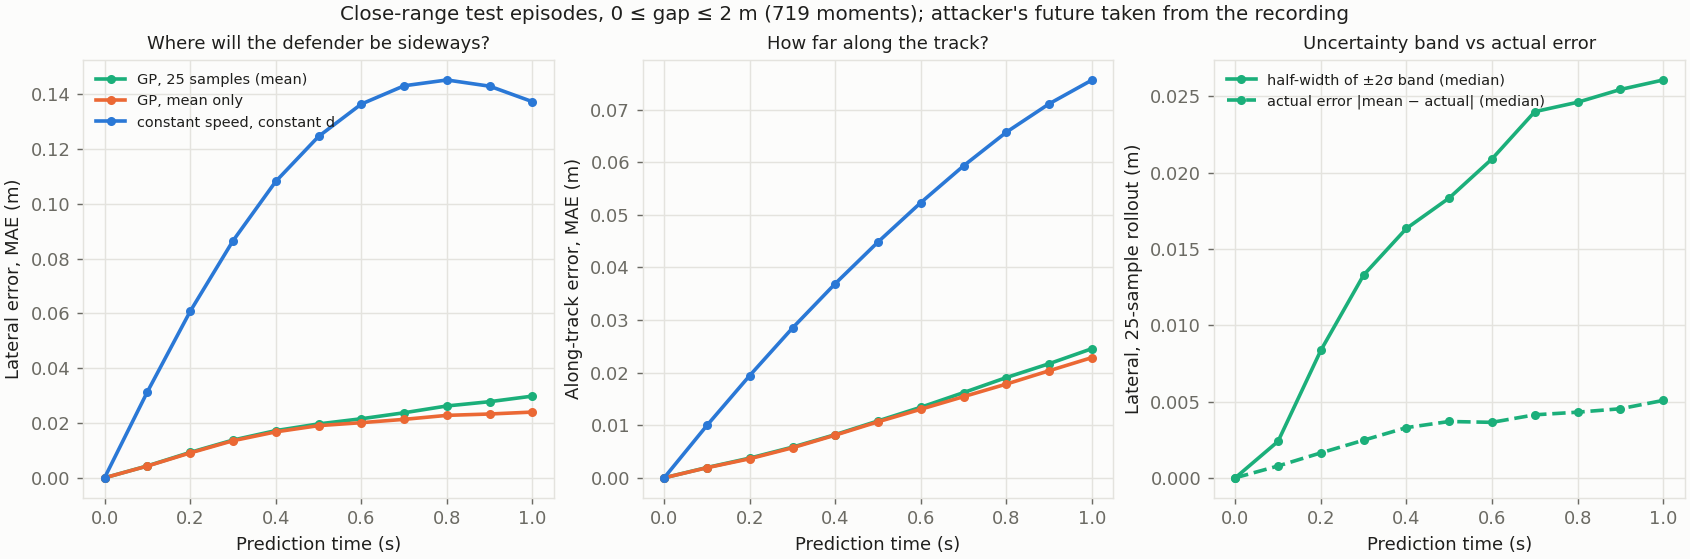 Close-range test episodes, 0 ≤ gap ≤ 2 m (719 moments); attacker's future taken from the recording
Where will the defender be sideways?
Lateral error, MAE (m)
0.14
0.12
0.10
0.08
0.06
0.04
0.02
0.00
GP, 25 samples (mean)
GP, mean only
constant speed, constant d
0.0 0.2 0.4 0.6 0.8 1.0
Prediction time (s)
How far along the track?
Along-track error, MAE (m)
0.07
0.06
0.05
0.04
0.03
0.02
0.01
0.00
0.0 0.2 0.4 0.6 0.8 1.0
Prediction time (s)
Uncertainty band vs actual error
Lateral, 25-sample rollout (m)
0.025
0.020
0.015
0.010
0.005
0.000
half-width of ±2σ band (median)
actual error |mean − actual| (median)
0.0 0.2 0.4 0.6 0.8 1.0
Prediction time (s)